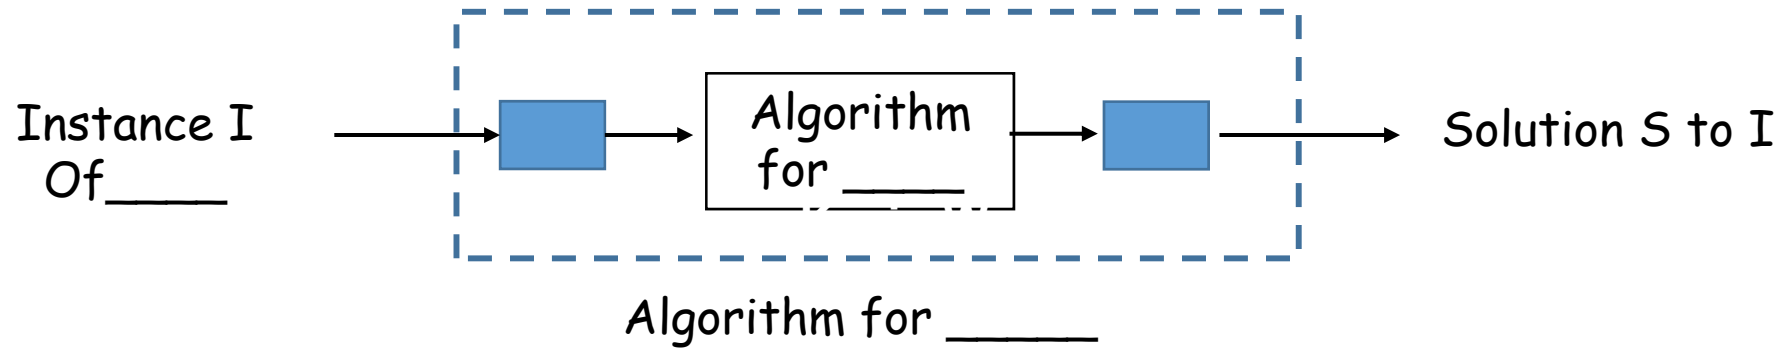 Instance I
Of____
Algorithm
for ____
Solution S to I
Algorithm for _____